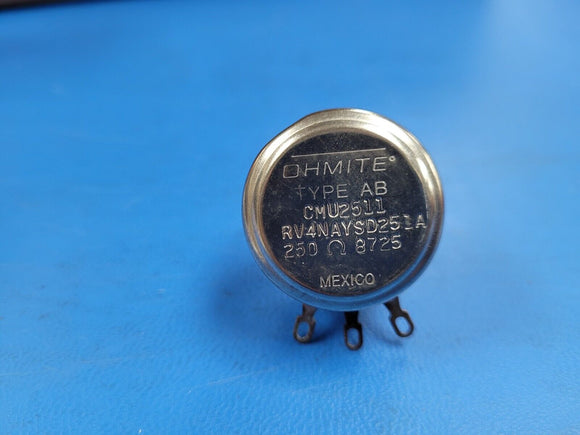 OHMITE®
TYPE AB
CMU2511
RV4NAYSD251A
250 Ω 8725
MEXICO